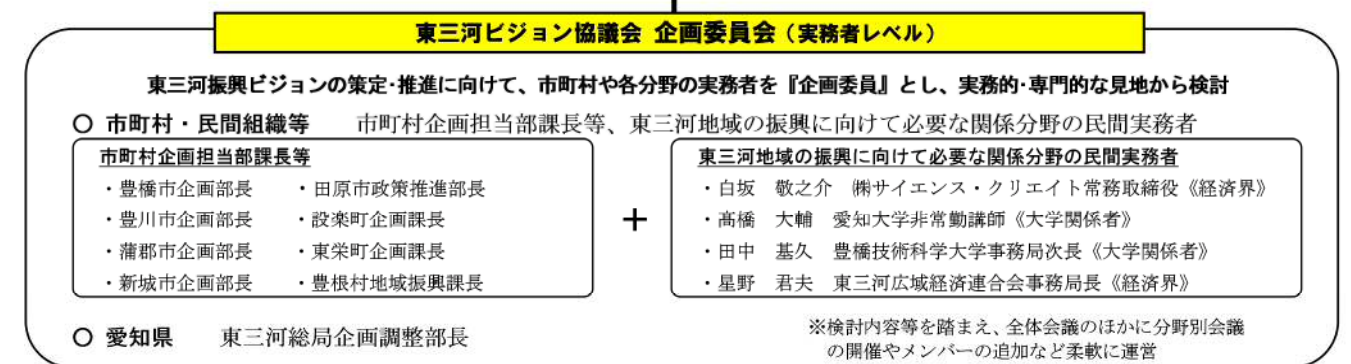 東三河ビジョン協議会 企画委員会（実務者レベル）
東三河振興ビジョンの策定・推進に向けて、市町村や各分野の実務者を『企画委員』とし、実務的・専門的な見地から検討
○ 市町村・民間組織等　市町村企画担当部課長等、東三河地域の振興に向けて必要な関係分野の民間実務者
市町村企画担当部課長等
・豊橋市企画部長　・田原市政策推進部長
・豊川市企画部長　・設楽町企画課長
・蒲郡市企画部長　・東栄町企画課長
・新城市企画部長　・豊根村地域振興課長
＋
東三河地域の振興に向けて必要な関係分野の民間実務者
・白坂　敬之介　㈱サイエンス・クリエイト常務取締役《経済界》
・髙橋　大輔　愛知大学非常勤講師《大学関係者》
・田中　基久　豊橋技術科学大学事務局次長《大学関係者》
・星野　君夫　東三河広域経済連合会事務局長《経済界》
○ 愛知県　東三河総局企画調整部長
※検討内容等を踏まえ、全体会議のほかに分野別会議
の開催やメンバーの追加など柔軟に運営